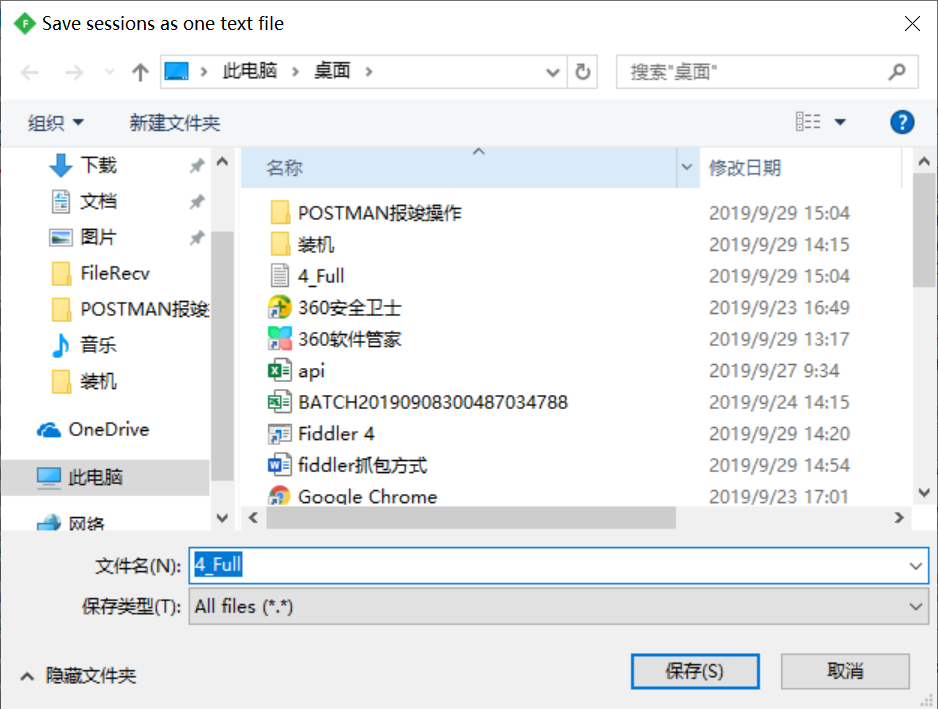 Save sessions as one text file
此电脑 桌面 搜索"桌面"
组织 新建文件夹
名称 修改日期
下载
文档
图片
FileRecv
POSTMAN报竣
音乐
装机
OneDrive
此电脑
网络
POSTMAN报竣操作 2019/9/29 15:04
装机 2019/9/29 14:15
4_Full 2019/9/29 15:04
360安全卫士 2019/9/23 16:49
360软件管家 2019/9/29 13:17
api 2019/9/27 9:34
BATCH20190908300487034788 2019/9/24 14:15
Fiddler 4 2019/9/29 14:20
fiddler抓包方式 2019/9/29 14:54
Google Chrome 2019/9/23 17:01
文件名(N): 4_Full
保存类型(T): All files (*.*)
隐藏文件夹 保存(S) 取消